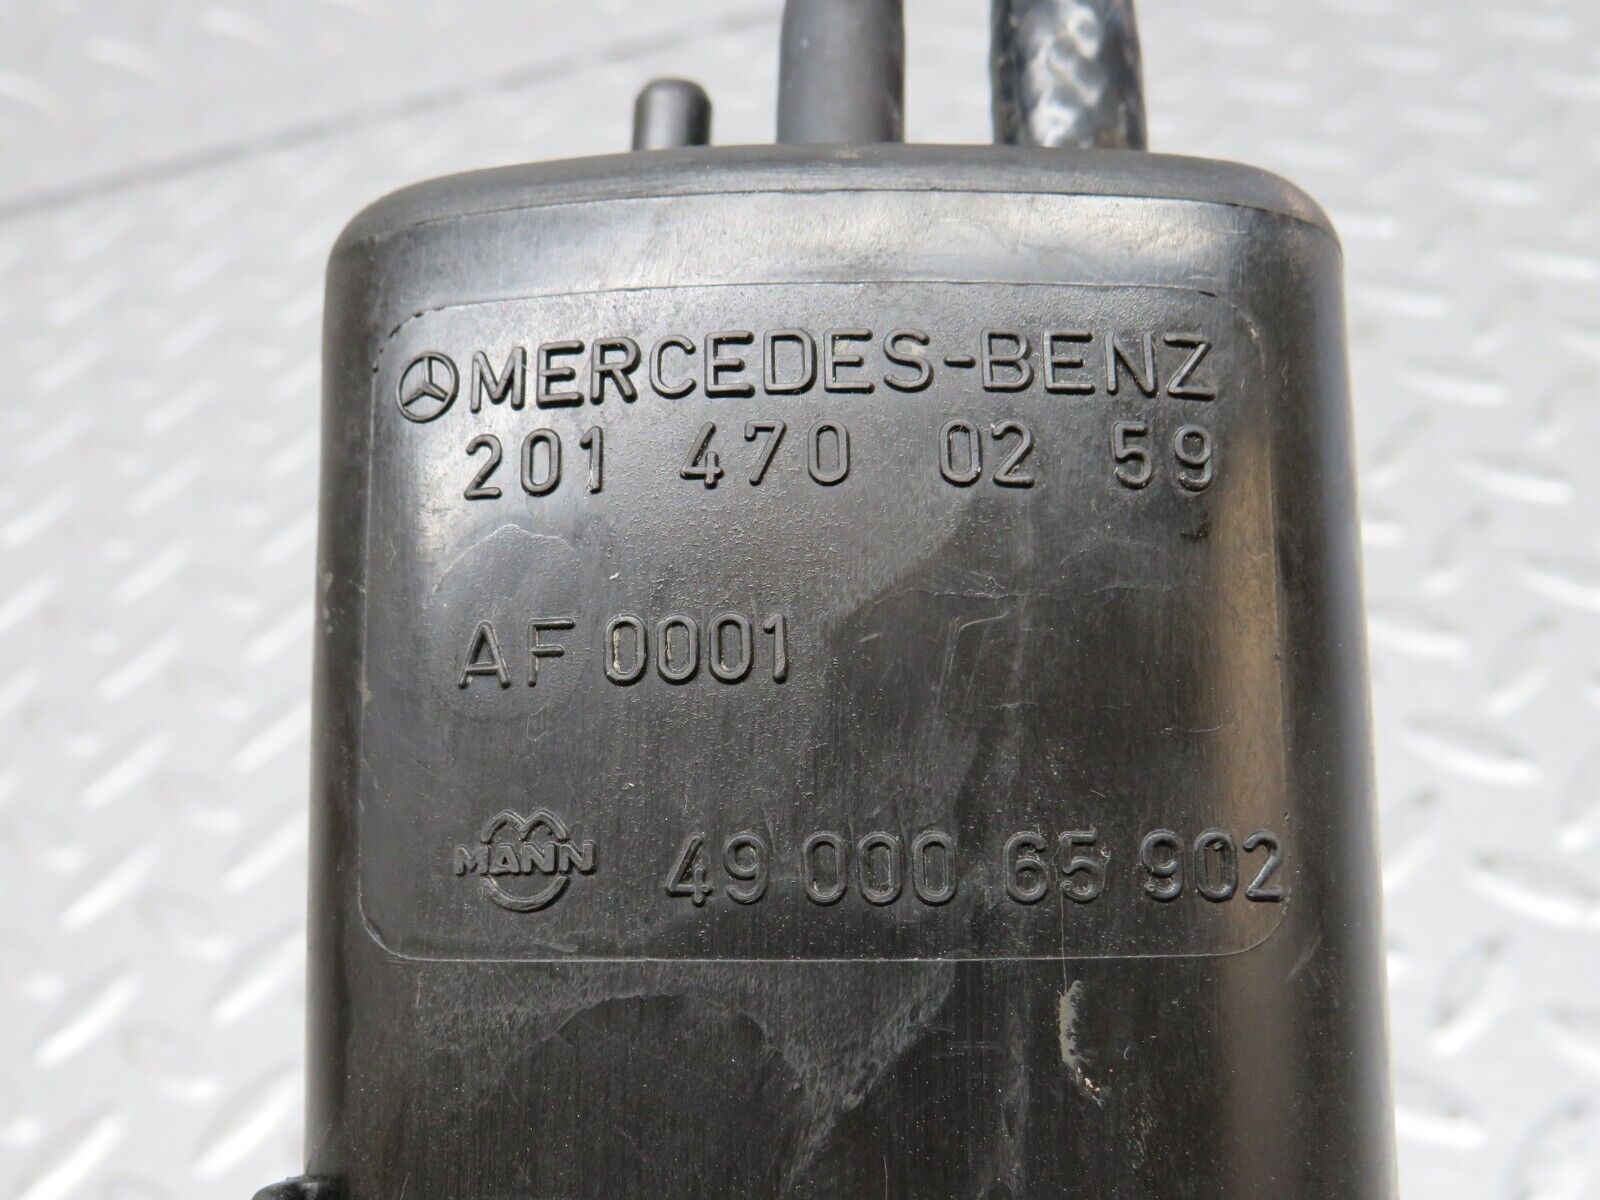 MERCEDES-BENZ
201 470 02 59
AF 0001
MANN 49 000 65 902